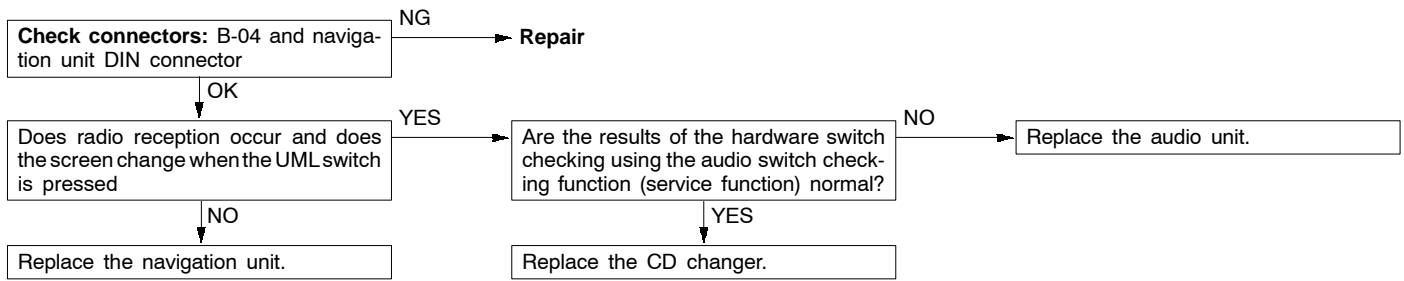 NG
Check connectors: B-04 and naviga-
tion unit DIN connector
Repair
OK
Does radio reception occur and does
the screen change when the UML switch
is pressed
YES
Are the results of the hardware switch
checking using the audio switch check-
ing function (service function) normal?
NO
Replace the audio unit.
NO
Replace the navigation unit.
YES
Replace the CD changer.